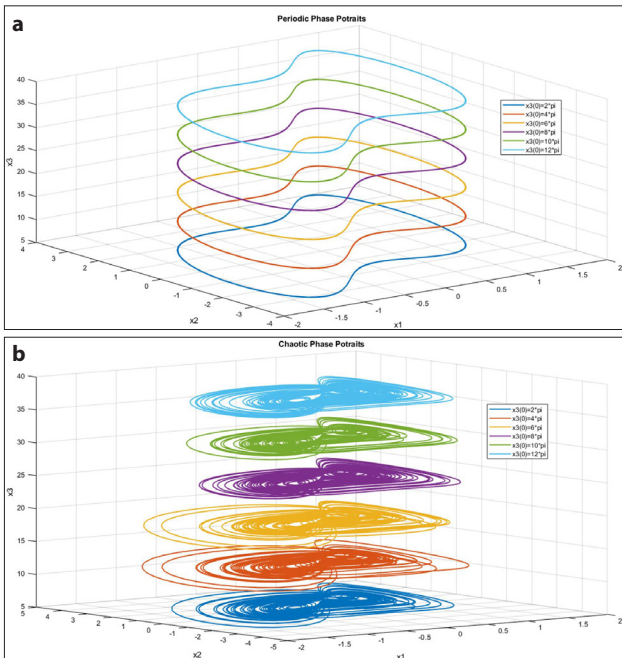 a
Periodic Phase Potraits
40
35
30
25
20
15
10
5
x3
4
3
2
1
0
-1
-2
-3
-4
x2
-2
-1.5
-1
-0.5
0
0.5
1
1.5
2
x1
x3(0)=2*pi
x3(0)=4*pi
x3(0)=6*pi
x3(0)=8*pi
x3(0)=10*pi
x3(0)=12*pi
b
Chaotic Phase Potraits
40
35
30
25
20
15
10
5
x3
5
4
3
2
1
0
-1
-2
-3
-4
-5
x2
-2
-1.5
-1
-0.5
0
0.5
1
1.5
2
x1
x3(0)=2*pi
x3(0)=4*pi
x3(0)=6*pi
x3(0)=8*pi
x3(0)=10*pi
x3(0)=12*pi